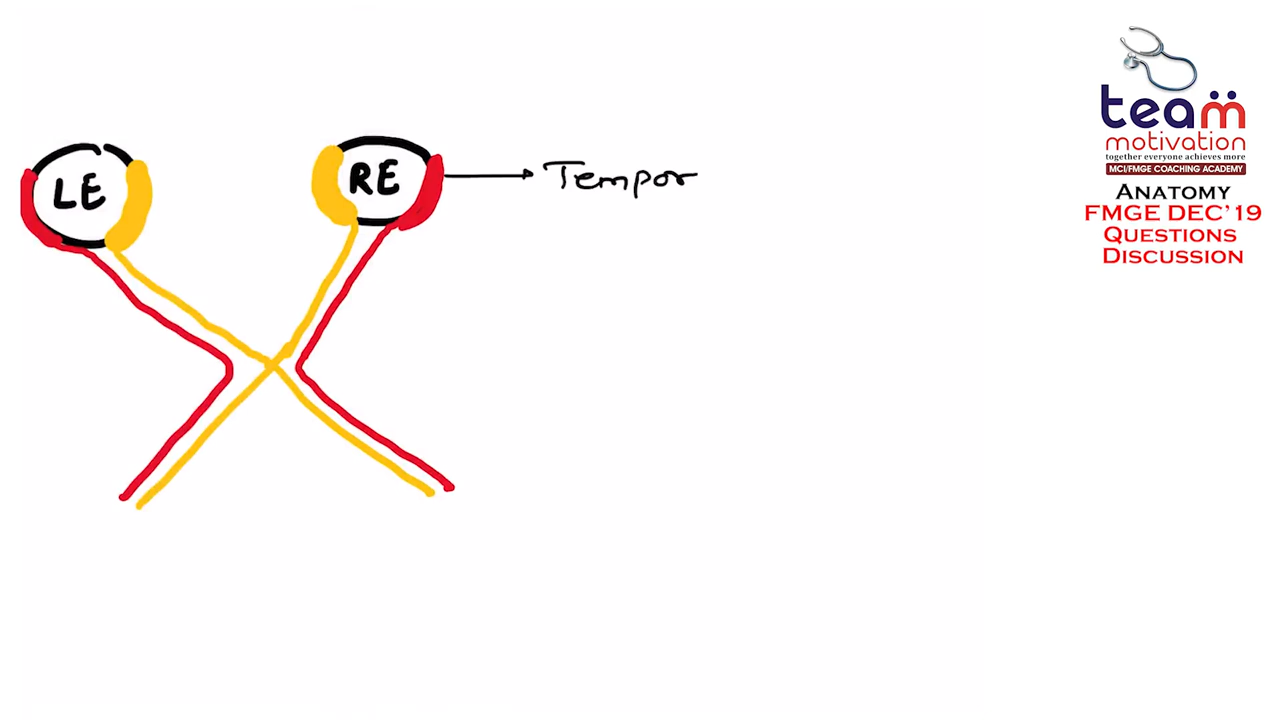 LE
RE
Tempor
team
motivation
together everyone achieves more
MCI/FMGE COACHING ACADEMY
ANATOMY
FMGE DEC'19
QUESTIONS
DISCUSSION